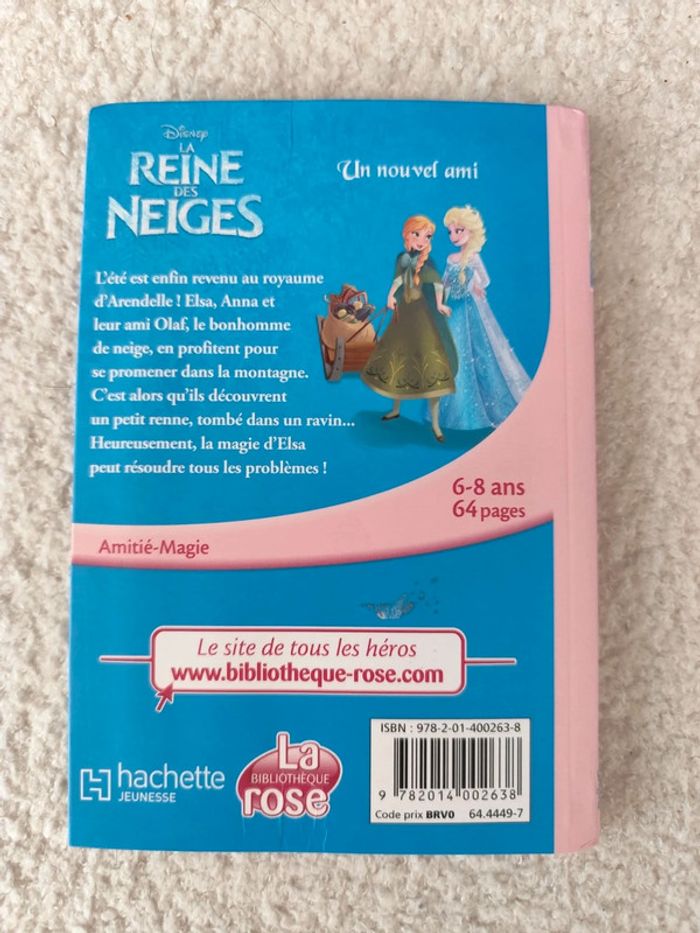 Disney
LA
REINE
DES
NEIGES
Un nouvel ami
L'été est enfin revenu au royaume
d'Arendelle ! Elsa, Anna et
leur ami Olaf, le bonhomme
de neige, en profitent pour
se promener dans la montagne.
C'est alors qu'ils découvrent
un petit renne, tombé dans un ravin...
Heureusement, la magie d'Elsa
peut résoudre tous les problèmes !
6-8 ans
64 pages
Amitié-Magie
Le site de tous les héros
www.bibliotheque-rose.com
hachette
JEUNESSE
La
BIBLIOTHÈQUE
rose
ISBN : 978-2-01-400263-8
9 782014 002638
Code prix BRV0 64.4449-7